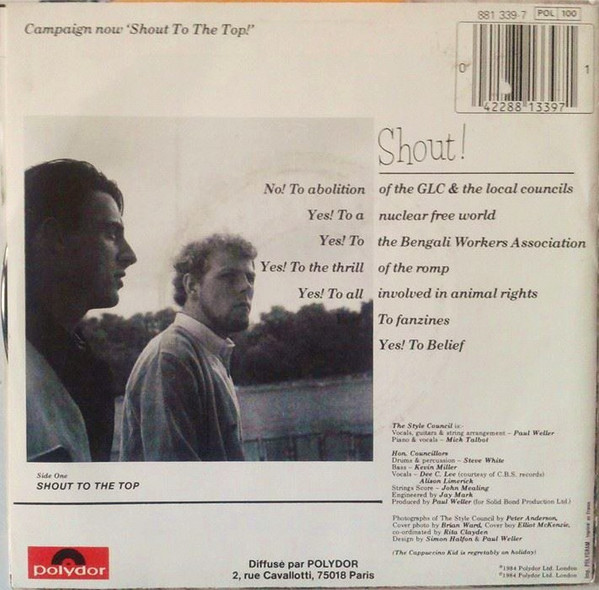 Campaign now 'Shout To The Top!'
881 339-7 POL 100
0 42288 13397 1
Shout!
No! To abolition of the GLC & the local councils
Yes! To a nuclear free world
Yes! To the Bengali Workers Association
Yes! To the thrill of the romp
Yes! To all involved in animal rights
To fanzines
Yes! To Belief
The Style Council is:
Vocals, guitars & string arrangement – Paul Weller
Piano & vocals – Mick Talbot
Hon. Councillors
Drums & percussion – Steve White
Bass – Kevin Miller
Vocals – Dee C. Lee (courtesy of C.B.S. records)
Alison Limerick
Strings Score – John Mealing
Engineered by Jay Mark
Produced by Paul Weller (for Solid Bond Production Ltd.)
Photographs of The Style Council by Peter Anderson,
Cover photo by Brian Ward, Cover boy Elliot McKenzie,
co-ordinated by Rita Clayden
Design by Simon Halfon & Paul Weller
(The Cappuccino Kid is regretably on holiday)
Side One
SHOUT TO THE TOP
polydor
Diffusé par POLYDOR
2, rue Cavallotti, 75018 Paris
℗1984 Polydor Ltd. London
©1984 Polydor Ltd. London